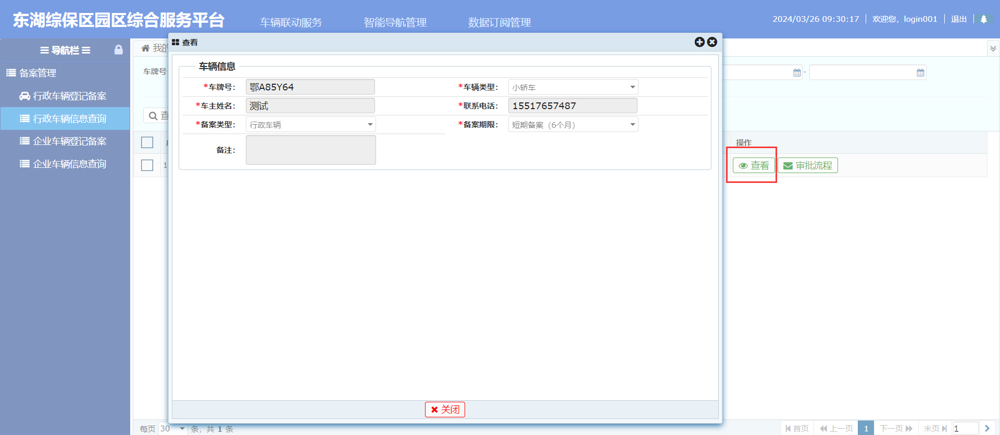 东湖综保区园区综合服务平台 车辆联动服务 智能导航管理 数据订阅管理 2024/03/26 09:30:17 欢迎您，login001 退出
导航栏
备案管理
行政车辆登记备案
行政车辆信息查询
企业车辆登记备案
企业车辆信息查询
我的
车牌号
-
查
操作
1
查看 审批流程
查看
车辆信息
*车牌号： 鄂A85Y64 *车辆类型： 小轿车
*车主姓名： 测试 *联系电话： 15517657487
*备案类型： 行政车辆 *备案期限： 短期备案（6个月）
备注：
关闭
每页 30 条，共 1 条 首页 上一页 1 下一页 末页 1